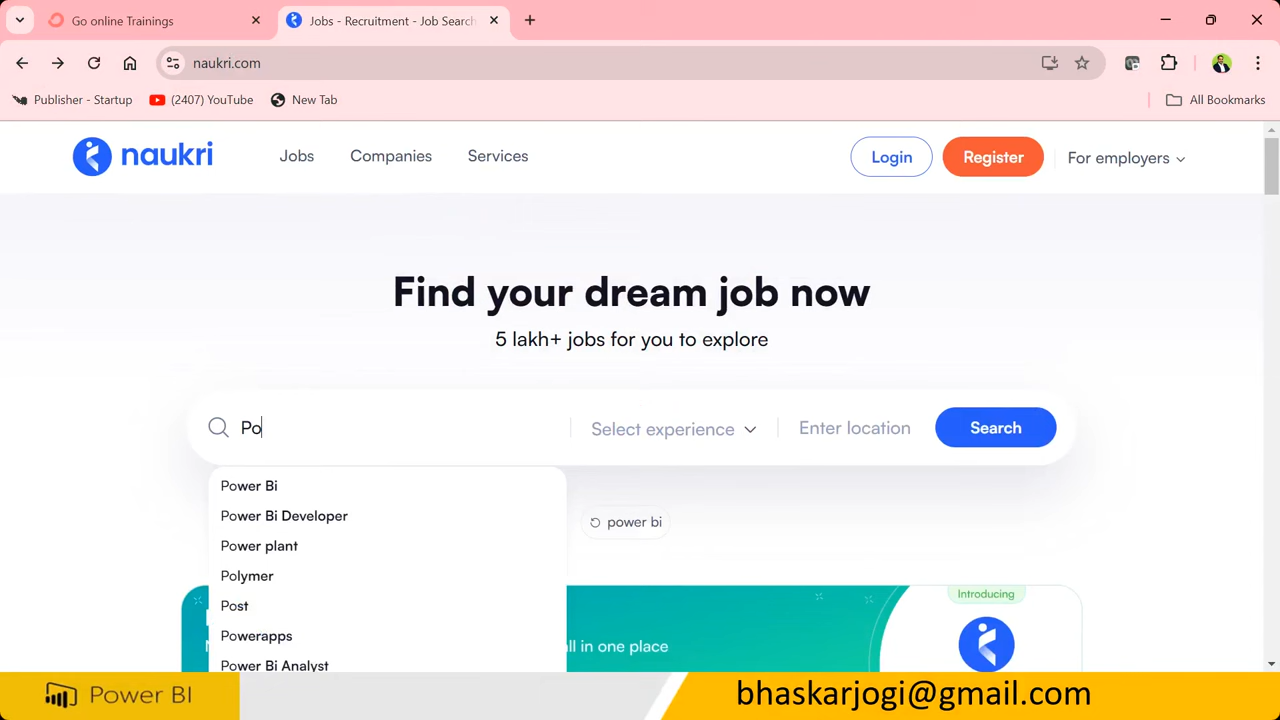 Go online Trainings
Jobs - Recruitment - Job Search
naukri.com
Publisher - Startup
(2407) YouTube
New Tab
All Bookmarks
naukri
Jobs
Companies
Services
Login
Register
For employers
Find your dream job now
5 lakh+ jobs for you to explore
Po
Select experience
Enter location
Search
Power Bi
Power Bi Developer
Power plant
Polymer
Post
Powerapps
Power Bi Analyst
power bi
Introducing
all in one place
Power BI
bhaskarjogi@gmail.com